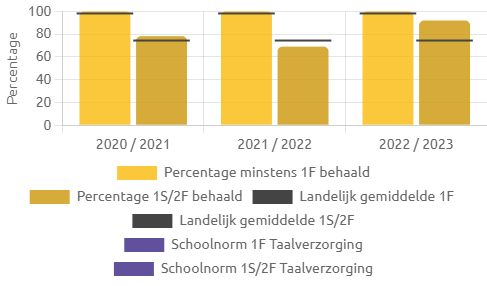 100
80
60
40
20
0
Percentage
2020 / 2021 2021 / 2022 2022 / 2023
Percentage minstens 1F behaald
Percentage 1S/2F behaald Landelijk gemiddelde 1F
Landelijk gemiddelde 1S/2F
Schoolnorm 1F Taalverzorging
Schoolnorm 1S/2F Taalverzorging